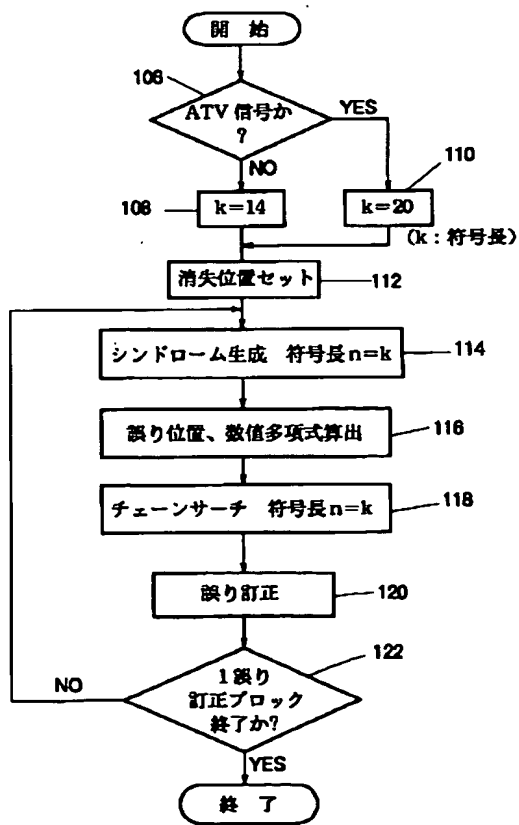 開 始
106
ATV 信号か
?
YES
NO
110
108
k=14
k=20
(k:符号長)
消失位置セット
112
シンドローム生成 符号長n=k
114
誤り位置、数値多項式算出
116
チェーンサーチ 符号長n=k
118
誤り訂正
120
122
1誤り
訂正ブロック
終了か?
NO
YES
終 了